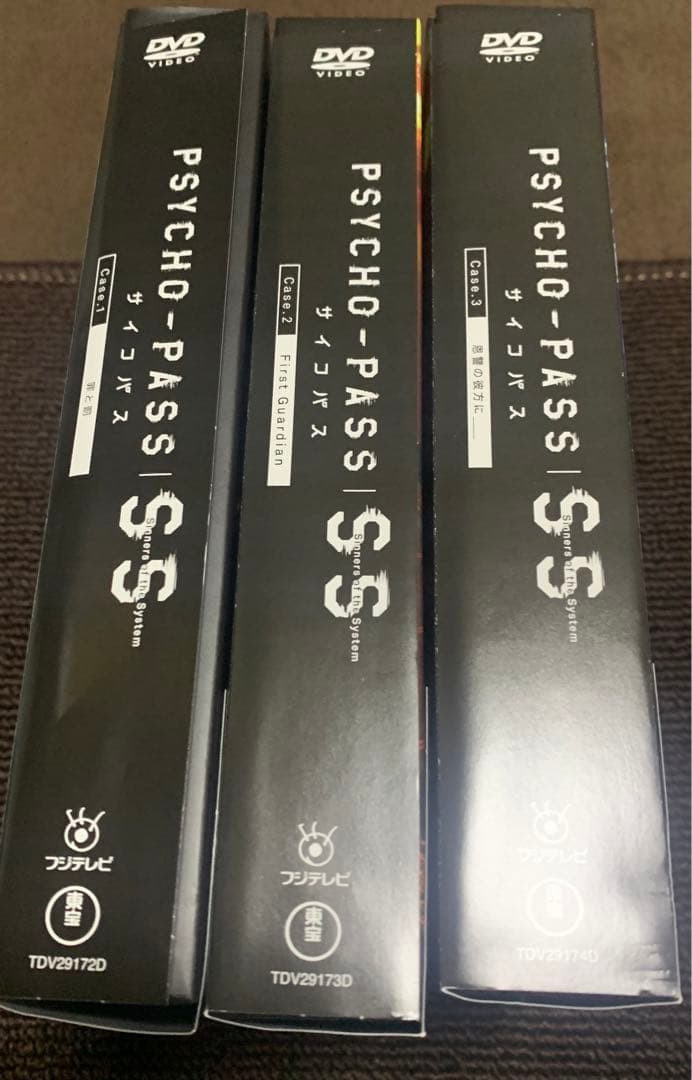 DVD
VIDEO
PSYCHO-PASS
サイコパス
SS
Sinners of the System
Case.1
罪と罰
フジテレビ
東宝
TDV29172D
DVD
VIDEO
PSYCHO-PASS
サイコパス
SS
Sinners of the System
Case.2
First Guardian
フジテレビ
東宝
TDV29173D
DVD
VIDEO
PSYCHO-PASS
サイコパス
SS
Sinners of the System
Case.3
恩讐の彼方に__
フジテレビ
東宝
TDV29174D